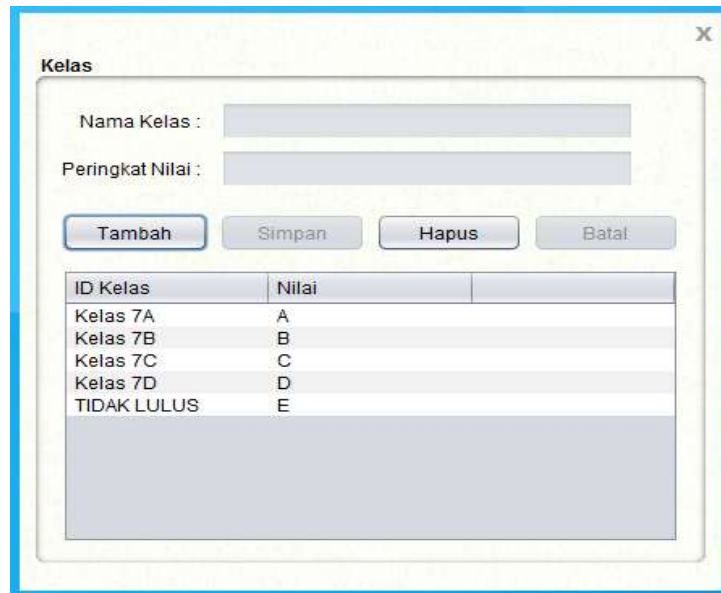 X
Kelas
Nama Kelas :
Peringkat Nilai :
Tambah Simpan Hapus Batal
ID Kelas Nilai
Kelas 7A A
Kelas 7B B
Kelas 7C C
Kelas 7D D
TIDAK LULUS E